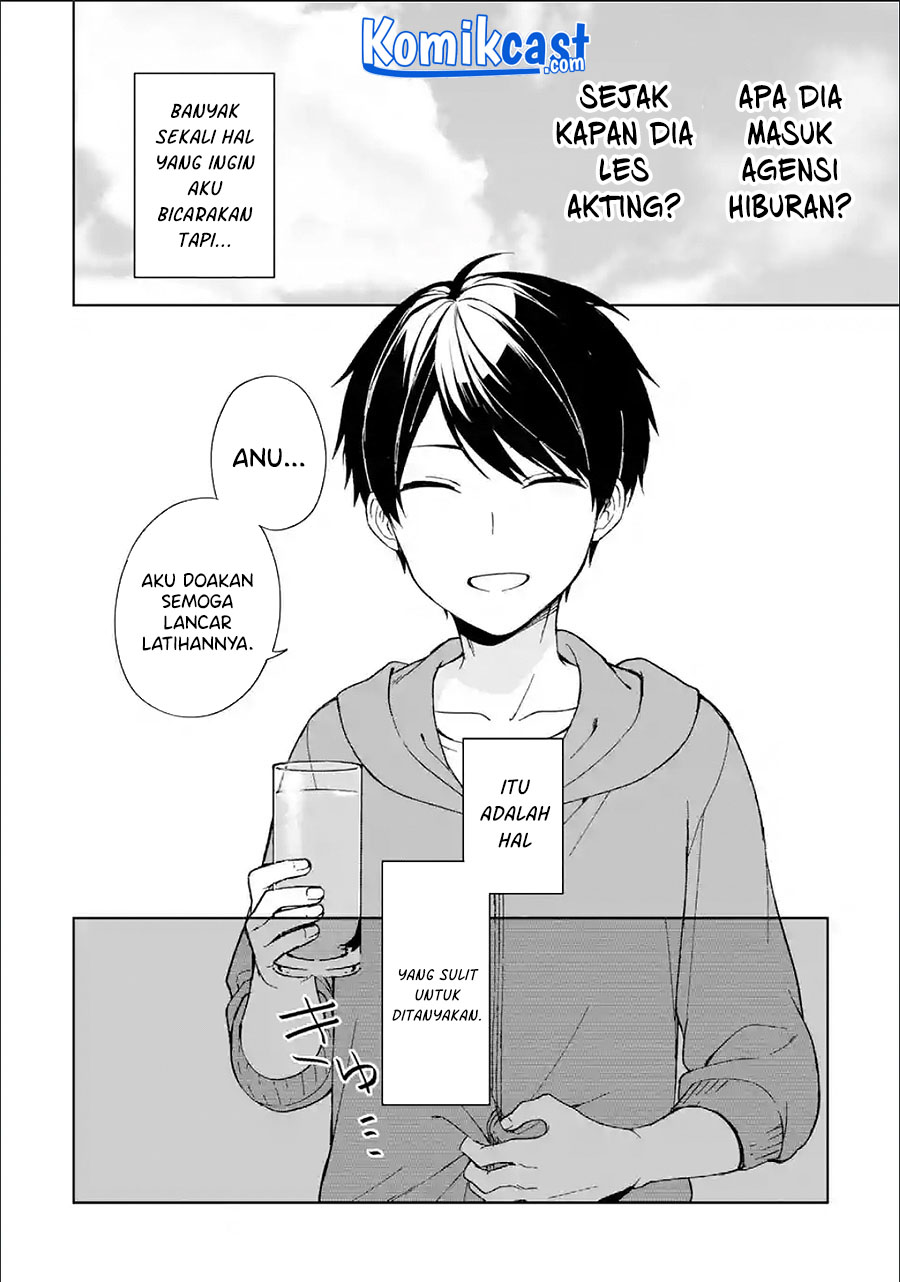 Komikcast
.com
APA DIA
MASUK
AGENSI
HIBURAN?
SEJAK
KAPAN DIA
LES
AKTING?
BANYAK
SEKALI HAL
YANG INGIN
AKU
BICARAKAN
TAPI...
ANU...
AKU DOAKAN
SEMOGA
LANCAR
LATIHANNYA.
ITU
ADALAH
HAL
YANG SULIT
UNTUK
DITANYAKAN.
ぎゅ…